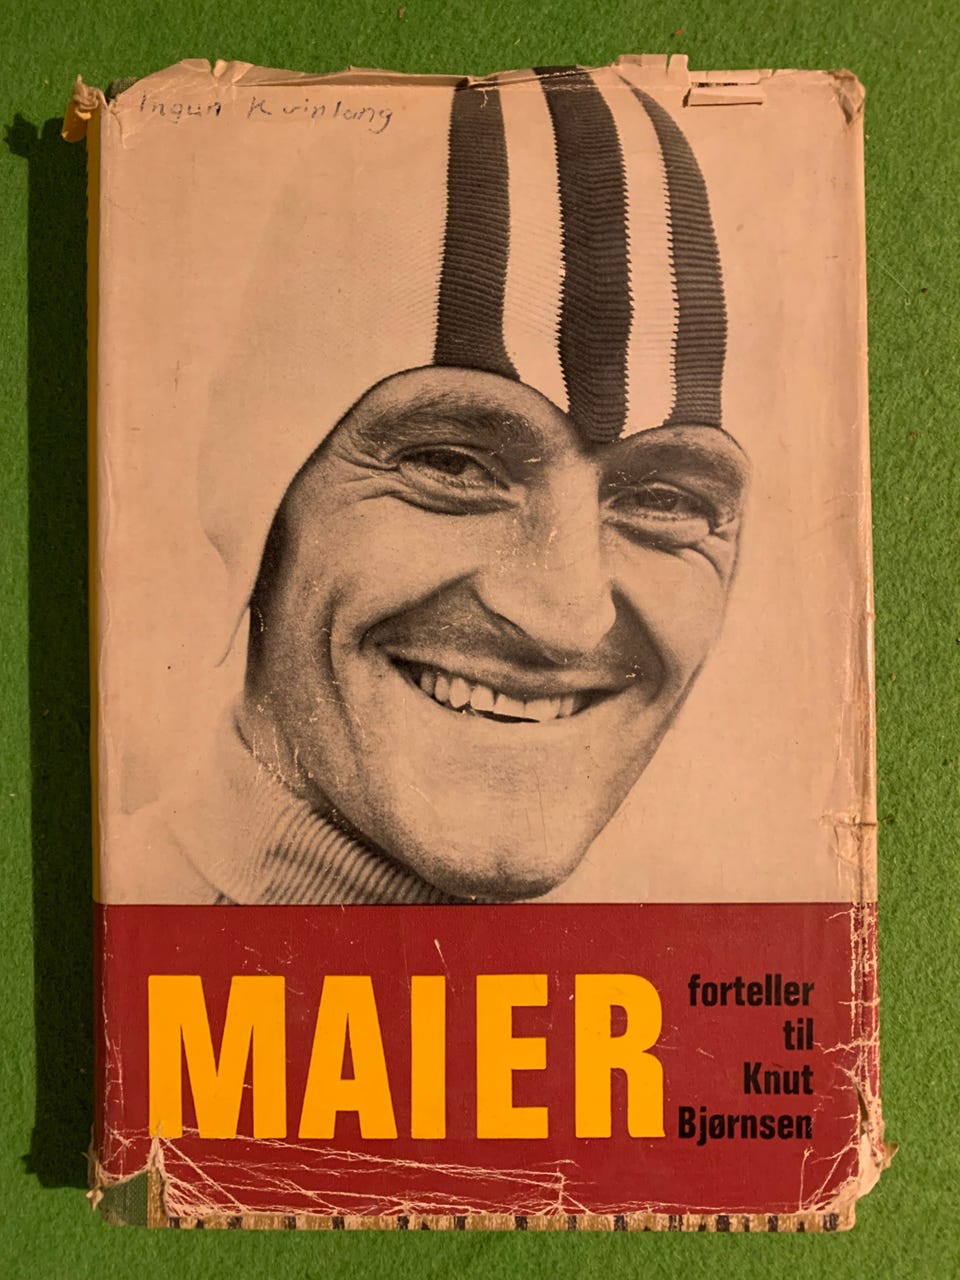 Ingun Kvinlang
MAIER
forteller
til
Knut
Bjørnsen